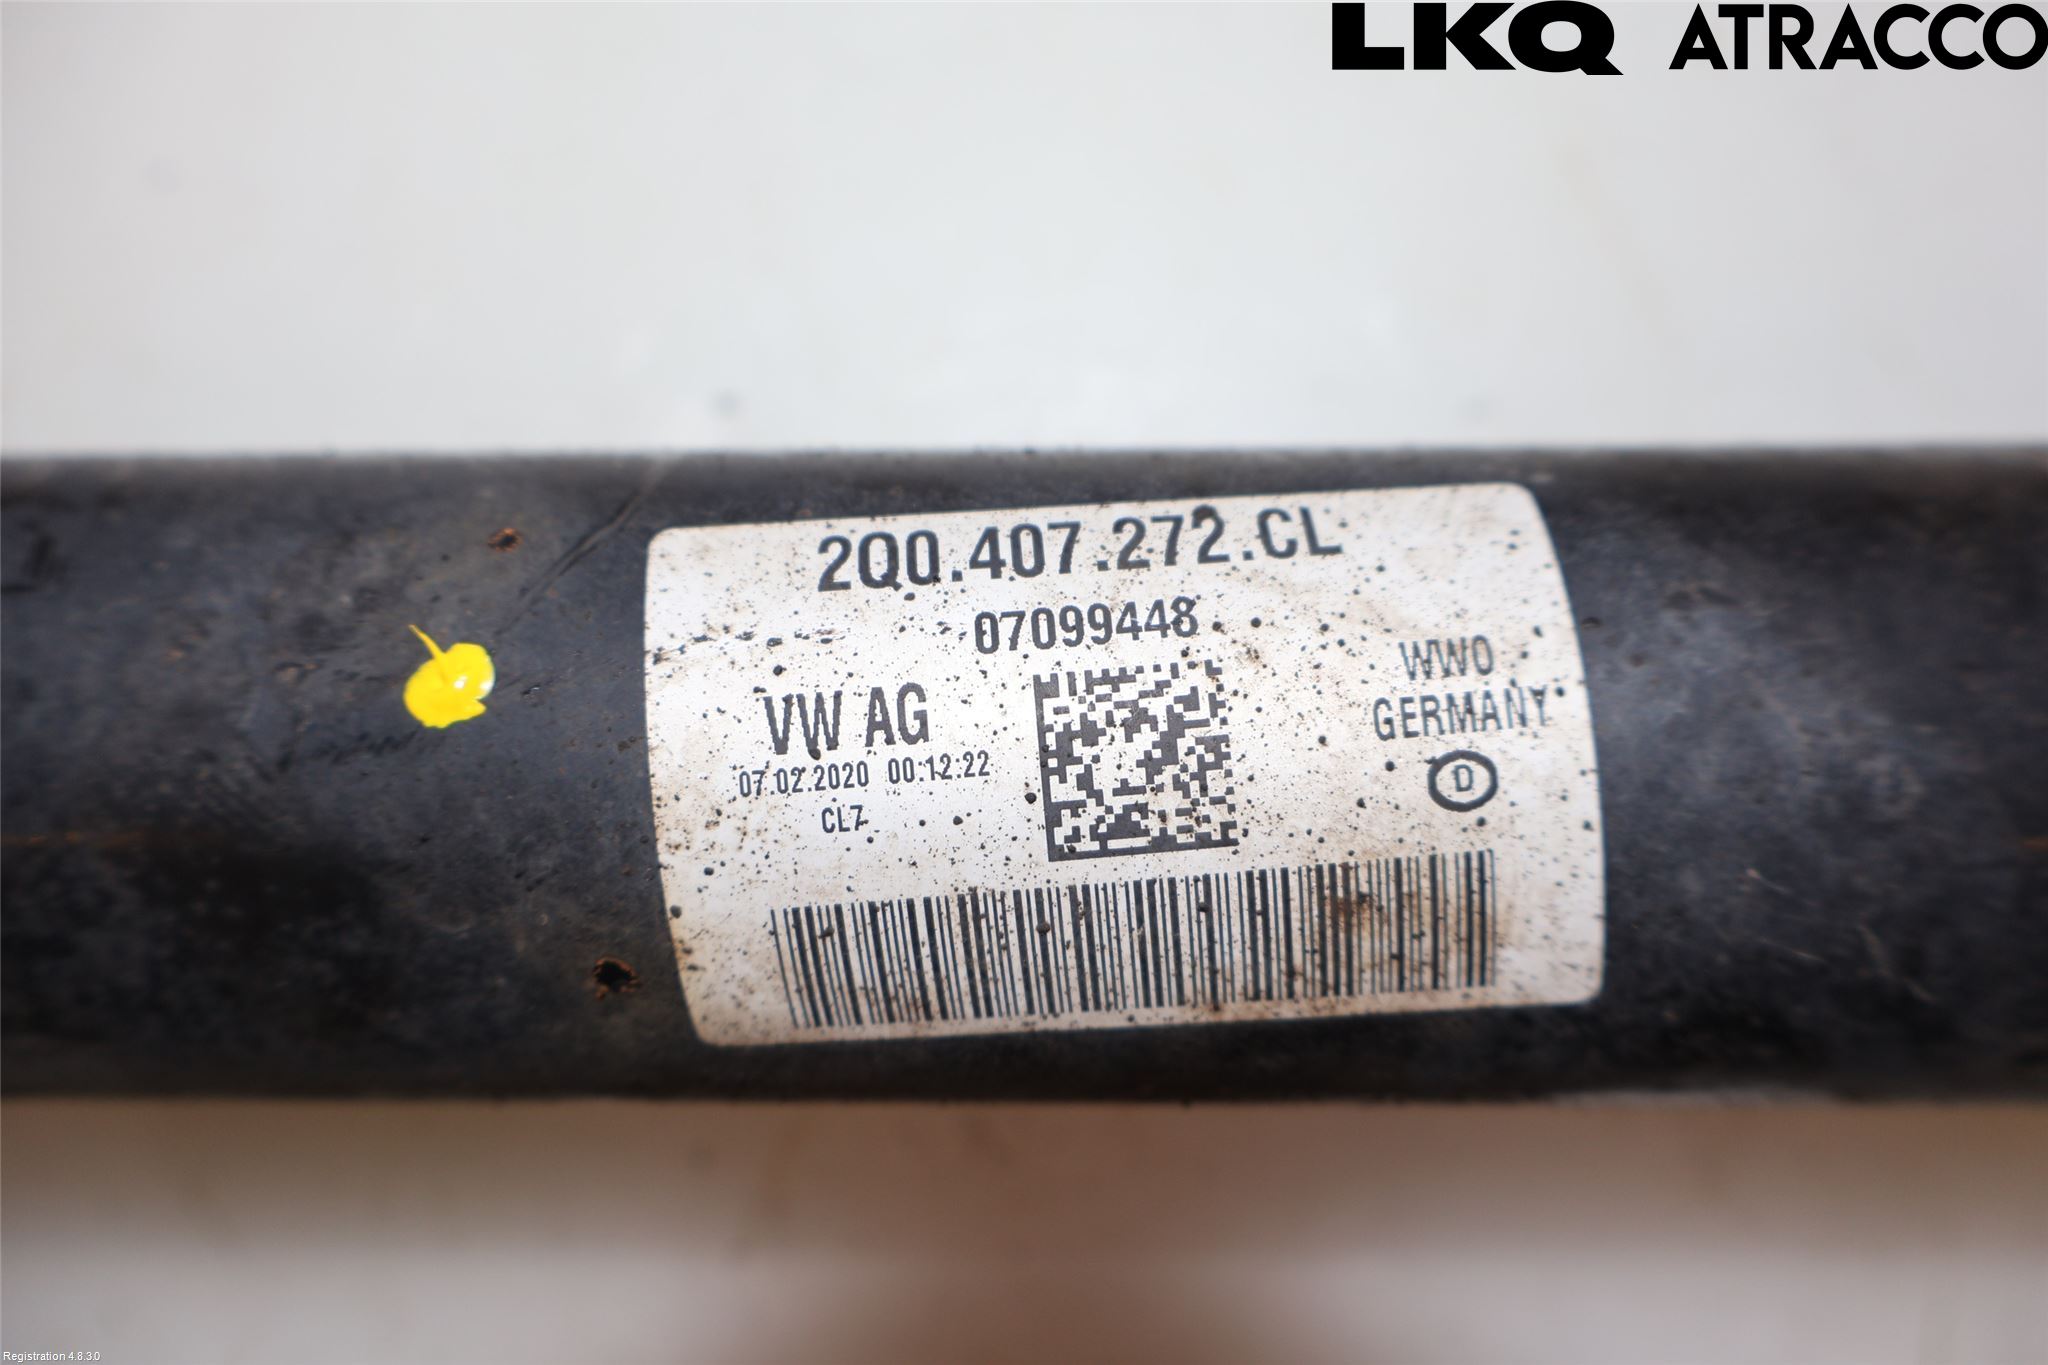 LKQ ATRACCO
2Q0.407.272.CL
07099448
VW AG
07.02.2020 00:12:22
CL7
WWO
GERMANY
D
Registration 4.8.3.0